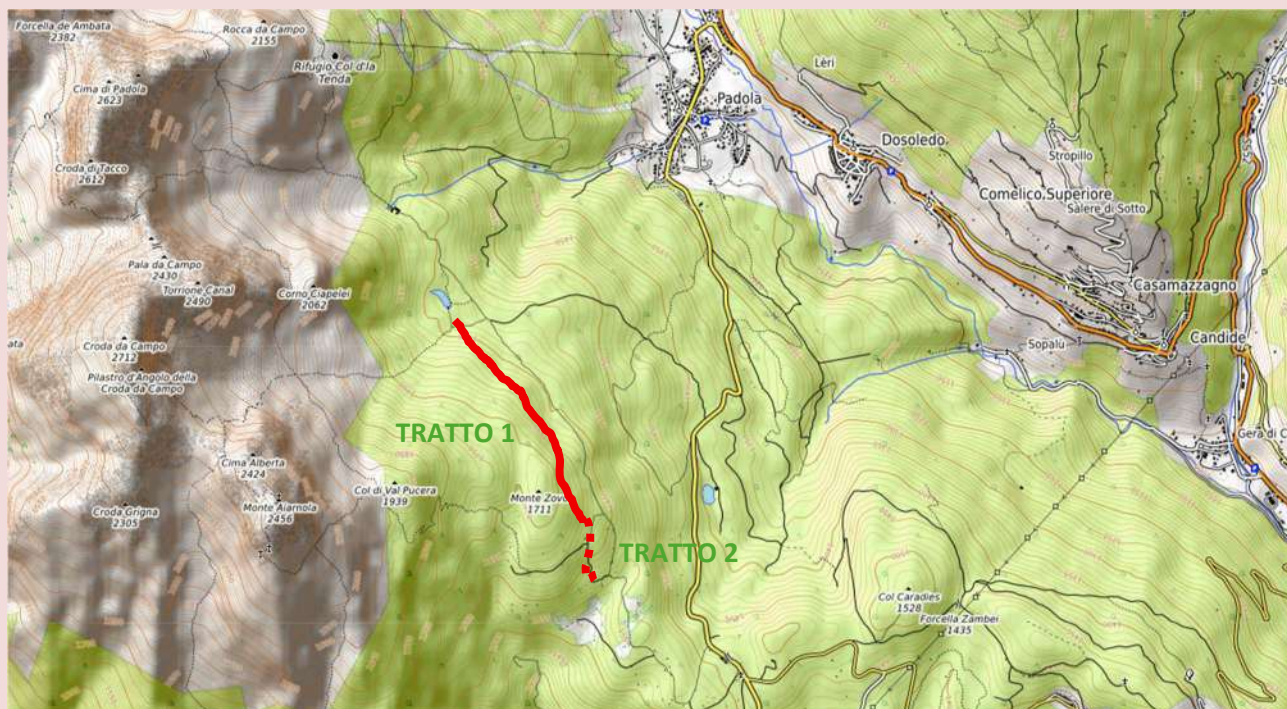 Forcella de Ambata
2382
Rocca da Campo
2155
Rifugio Col d'la
Tenda
Cima di Padola
2623
Croda di Tacco
2612
Pala da Campo
2430
Torrione Canal
2490
Corno Ciapelei
2062
Croda da Campo
2712
Pilastro d'Angolo della
Croda da Campo
Cima Alberta
2424
Monte Aiarnola
2456
Croda Grigna
2305
Col di Val Pucera
1939
Monte Zovo
1711
TRATTO 1
TRATTO 2
Padola
Lèri
Dosoledo
Stropillo
Comelico Superiore
Salere di Sotto
Casamazzagno
Candide
Sopalù
Gera di C
SS52
Col Caradies
1528
Forcella Zambei
1435